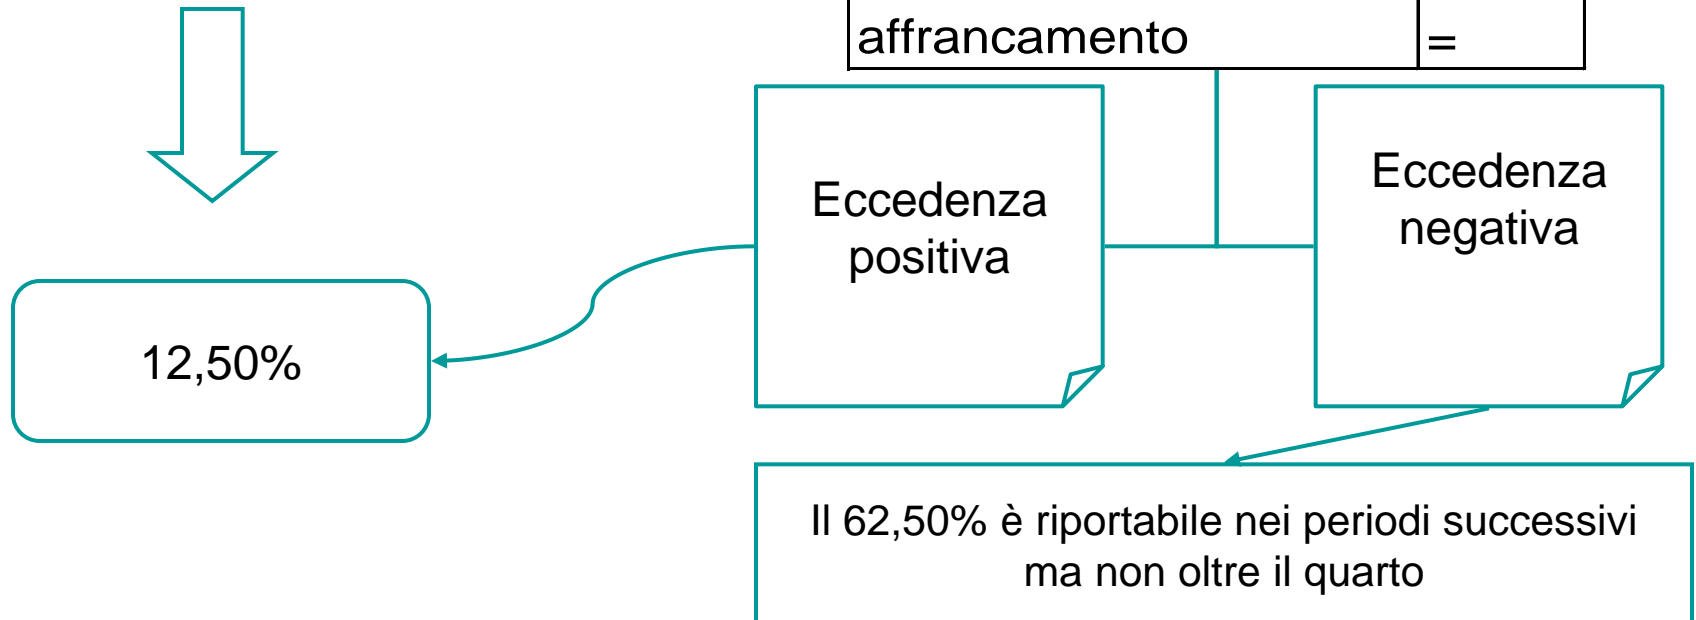 affrancamento =
Eccedenza
positiva
Eccedenza
negativa
12,50%
Il 62,50% è riportabile nei periodi successivi
ma non oltre il quarto